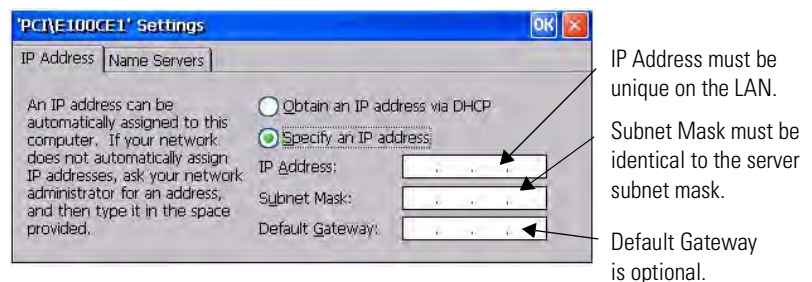 'PCI\E100CE1' Settings
OK
IP Address
Name Servers
An IP address can be
automatically assigned to this
computer. If your network
does not automatically assign
IP addresses, ask your network
administrator for an address,
and then type it in the space
provided.
Obtain an IP address via DHCP
Specify an IP address
IP Address:
Subnet Mask:
Default Gateway:
IP Address must be
unique on the LAN.
Subnet Mask must be
identical to the server
subnet mask.
Default Gateway
is optional.